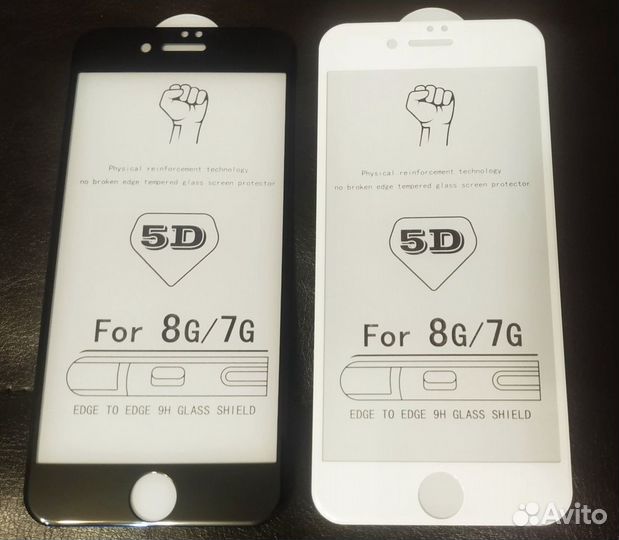 Physical reinforcement technology
no broken edge tempered glass screen protector
5D
For 8G/7G
EDGE TO EDGE 9H GLASS SHIELD
Physical reinforcement technology
no broken edge tempered glass screen protector
5D
For 8G/7G
EDGE TO EDGE 9H GLASS SHIELD
Avito